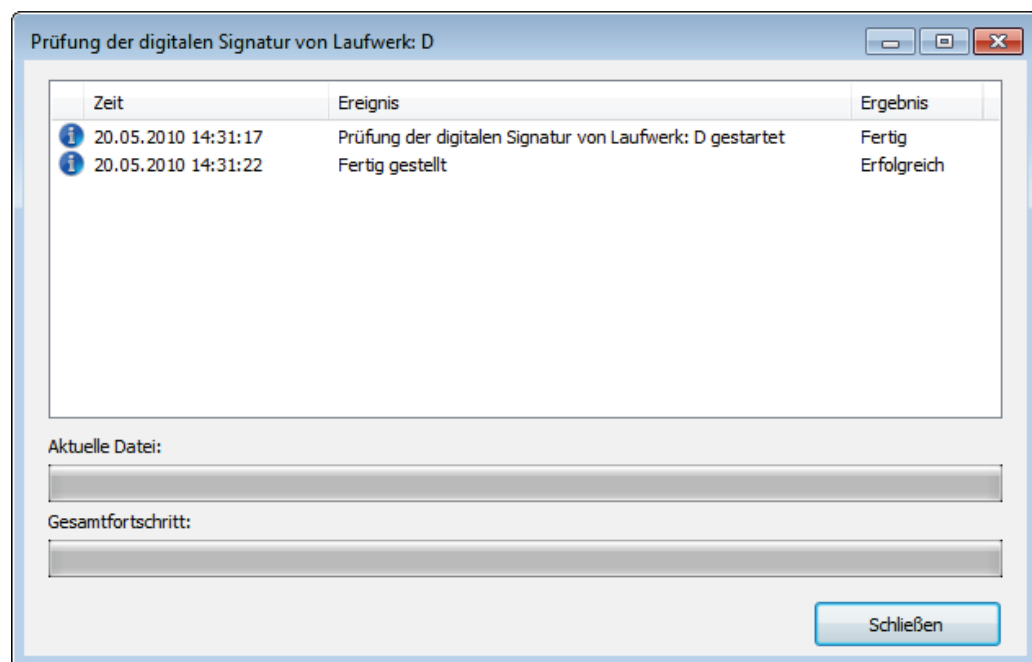 Prüfung der digitalen Signatur von Laufwerk: D
Zeit Ereignis Ergebnis
20.05.2010 14:31:17 Prüfung der digitalen Signatur von Laufwerk: D gestartet Fertig
20.05.2010 14:31:22 Fertig gestellt Erfolgreich
Aktuelle Datei:
Gesamtfortschritt:
Schließen